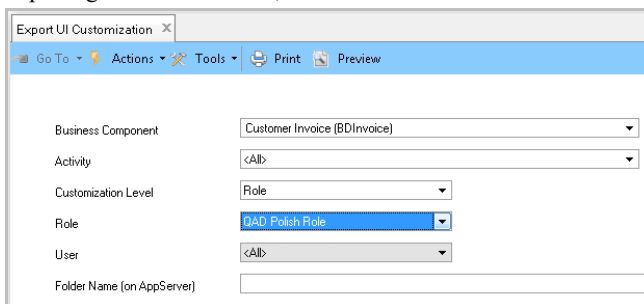 Export UI Customization
Go To Actions Tools Print Preview
Business Component Customer Invoice (BDInvoice)
Activity <All>
Customization Level Role
Role QAD Polish Role
User <All>
Folder Name (on AppServer)